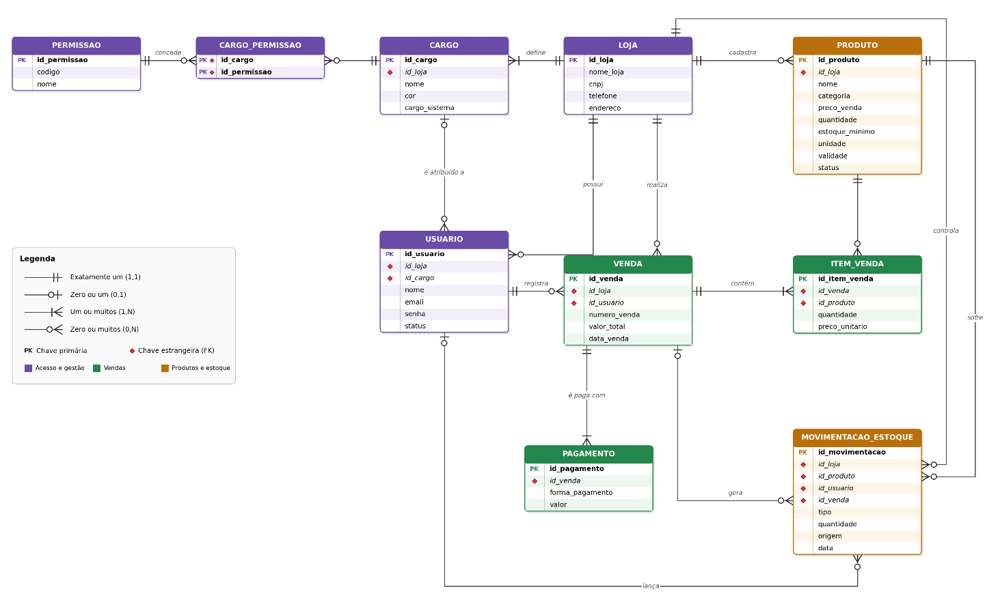 PERMISSAO
PK id_permissao
codigo
nome
concede
CARGO_PERMISSAO
PK id_cargo
PK id_permissao
CARGO
PK id_cargo
id_loja
nome
cor
cargo_sistema
define
LOJA
PK id_loja
nome_loja
cnpj
telefone
endereco
cadastra
PRODUTO
PK id_produto
id_loja
nome
categoria
preco_venda
quantidade
estoque_minimo
unidade
validade
status
é atribuído a
possui
realiza
controla
sofre
USUARIO
PK id_usuario
id_loja
id_cargo
nome
email
senha
status
registra
VENDA
PK id_venda
id_loja
id_usuario
numero_venda
valor_total
data_venda
contém
ITEM_VENDA
PK id_item_venda
id_venda
id_produto
quantidade
preco_unitario
Legenda
Exatamente um (1,1)
Zero ou um (0,1)
Um ou muitos (1,N)
Zero ou muitos (0,N)
PK Chave primária
Chave estrangeira (FK)
Acesso e gestão
Vendas
Produtos e estoque
é paga com
PAGAMENTO
PK id_pagamento
id_venda
forma_pagamento
valor
gera
MOVIMENTACAO_ESTOQUE
PK id_movimentacao
id_loja
id_produto
id_usuario
id_venda
tipo
quantidade
origem
data
lança